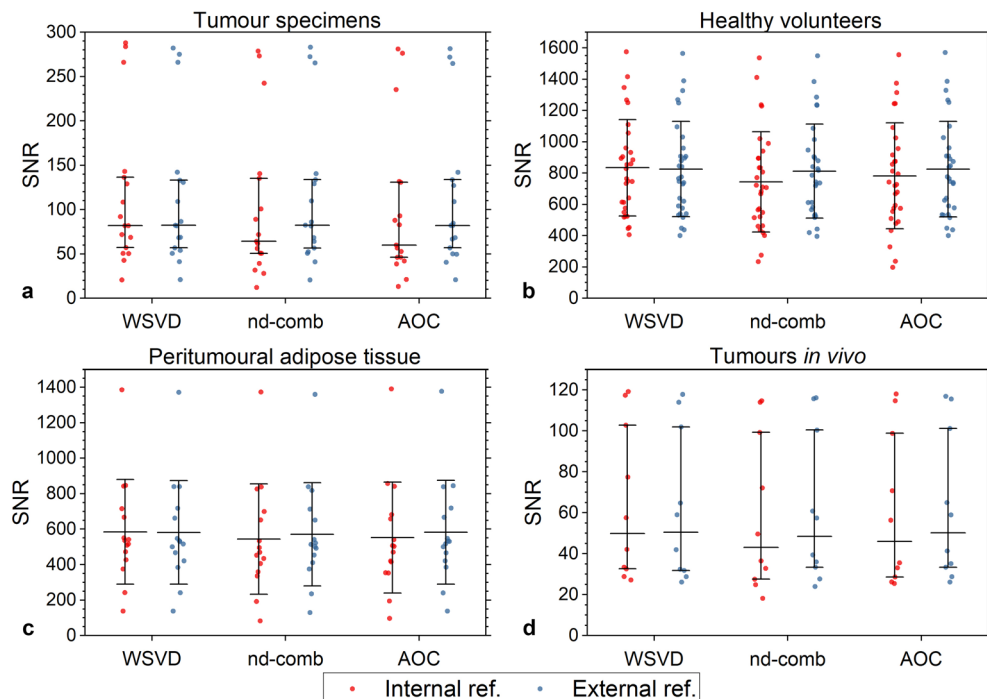 Tumour specimens
300
250
200
150
100
50
0
SNR
a
WSVD nd-comb AOC
Healthy volunteers
1600
1400
1200
1000
800
600
400
200
0
SNR
b
WSVD nd-comb AOC
Peritumoural adipose tissue
1400
1200
1000
800
600
400
200
0
SNR
c
WSVD nd-comb AOC
Tumours in vivo
120
100
80
60
40
20
0
SNR
d
WSVD nd-comb AOC
Internal ref. External ref.